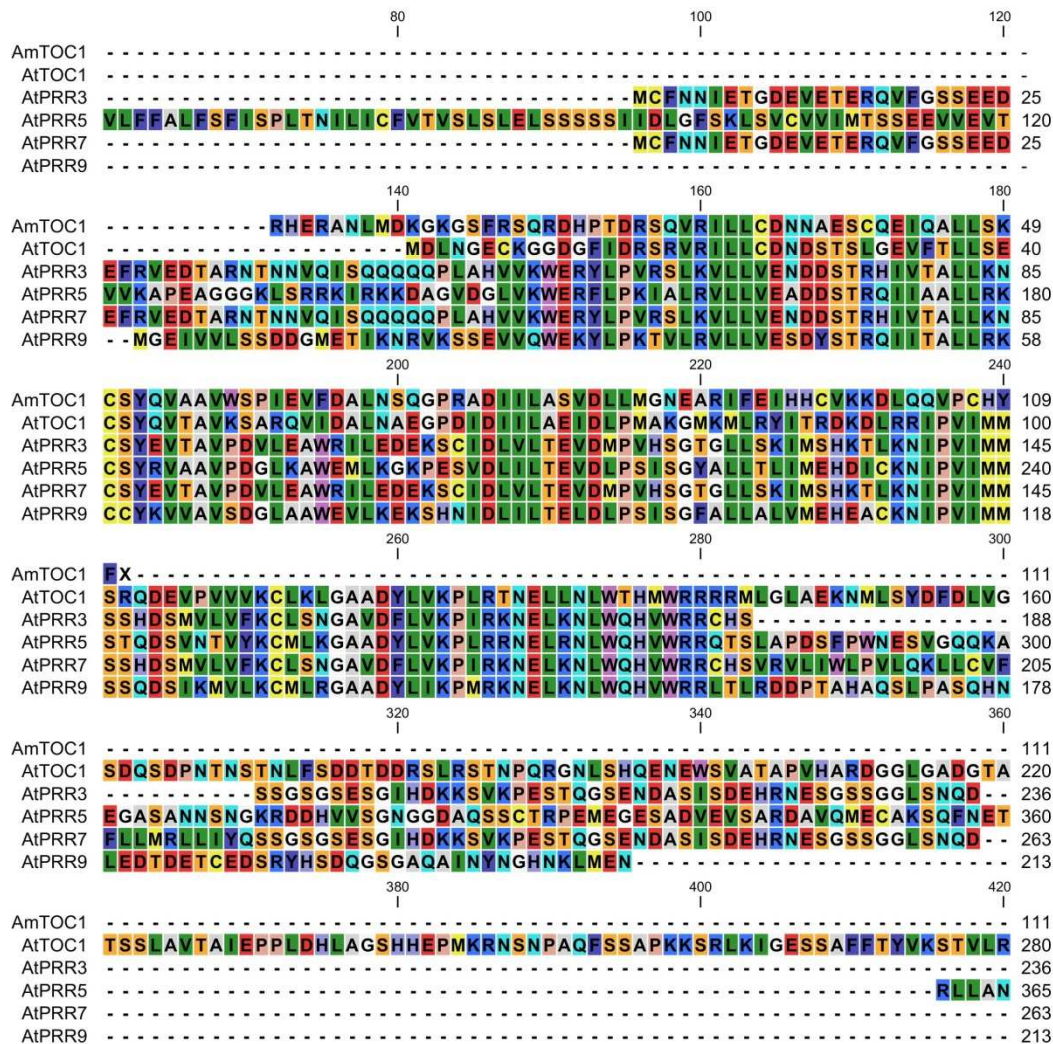 80 100 120
AmTOC1 ------------------------------------------------------------ -
AtTOC1 ------------------------------------------------------------ -
AtPRR3 -----------------------------------MCFNNIETGDEVETERQVFGSSEED 25
AtPRR5 VLFFALFSFISPLTNILICFVTVSLSLELSSSSSIIDLGFSKLSVCVVIMTSSEEVVEVT 120
AtPRR7 -----------------------------------MCFNNIETGDEVETERQVFGSSEED 25
AtPRR9 ------------------------------------------------------------ -
140 160 180
AmTOC1 -----------RHERANLMDKGKGSFRSQRDHPTDRSQVRILLCDNNAESCQEIQALLSK 49
AtTOC1 --------------------MDLNGECKGGDGFIDRSRVRILLCDNDSTSLGEVFTLLSE 40
AtPRR3 EFRVEDTARNTNNVQISQQQQQPLAHVVKWERYLPVRSLKVLLVENDDSTRHIVTALLKN 85
AtPRR5 VVKAPEAGGGKLSRRKIRKKDAGVDGLVKWERFLPKIALRVLLVEADDSTRQIIAALLRK 180
AtPRR7 EFRVEDTARNTNNVQISQQQQQPLAHVVKWERYLPVRSLKVLLVENDDSTRHIVTALLKN 85
AtPRR9 --MGEIVVLSSDDGMETIKNRVKSSEVVQWEKYLPKTVLRVLLVESDYSTRQIITALLRK 58
200 220 240
AmTOC1 CSYQVAAVWSPIEVFDALNSQGPRADIILASVDLLMGNEARIFEIHHCVKKDLQQVPCHY 109
AtTOC1 CSYQVTAVKSARQVIDALNAEGPDIDIILAEIDLPMAKGMKMLRYITRDKDLRRIPVIMM 100
AtPRR3 CSYEVTAVPDVLEAWRILEDEKSCIDLVLTEVDMPVHSGTGLLSKIMSHKTLKNIPVIMM 145
AtPRR5 CSYRVAAVPDGLKAWEMLKGKPESVDLILTEVDLPSISGYALLTLIMEHDICKNIPVIMM 240
AtPRR7 CSYEVTAVPDVLEAWRILEDEKSCIDLVLTEVDMPVHSGTGLLSKIMSHKTLKNIPVIMM 145
AtPRR9 CCYKVVAVSDGLAAWEVLKEKSHNIDLILTELDLPSISGFALLALVMEHEACKNIPVIMM 118
260 280 300
AmTOC1 FX---------------------------------------------------------- 111
AtTOC1 SRQDEVPVVVKCLKLGAADYLVKPLRTNELLNLWTHMWRRRRMLGLAEKNMLSYDFDLVG 160
AtPRR3 SSHDSMVLVFKCLSNGAVDFLVKPIRKNELKNLWQHVWRRCHS----------------- 188
AtPRR5 STQDSVNTVYKCMLKGAADYLVKPLRRNELRNLWQHVWRRQTSLAPDSFPWNESVGQQKA 300
AtPRR7 SSHDSMVLVFKCLSNGAVDFLVKPIRKNELKNLWQHVWRRCHSVRVLIWLPVLQKLLCVF 205
AtPRR9 SSQDSIKMVLKCMLRGAADYLIKPMRKNELKNLWQHVWRRLTLRDDPTAHAQSLPASQHN 178
320 340 360
AmTOC1 ------------------------------------------------------------ 111
AtTOC1 SDQSDPNTNSTNLFSDDTDDRSLRSTNPQRGNLSHQENEWSVATAPVHARDGGLGADGTA 220
AtPRR3 ----------SSGSGSESGIHDKKSVKPESTQGSENDASISDEHRNESGSSGGLSNQD-- 236
AtPRR5 EGASANNSNGKRDDHVVSGNGGDAQSSCTRPEMEGESADVEVSARDAVQMECAKSQFNET 360
AtPRR7 FLLMRLLIYQSSGSGSESGIHDKKSVKPESTQGSENDASISDEHRNESGSSGGLSNQD-- 263
AtPRR9 LEDTDETCEDSRYHSDQGSGAQAINYNGHNKLMEN------------------------- 213
380 400 420
AmTOC1 ------------------------------------------------------------ 111
AtTOC1 TSSLAVTAIEPPLDHLAGSHHEPMKRNSNPAQFSSAPKKSRLKIGESSAFFTYVKSTVLR 280
AtPRR3 ------------------------------------------------------------ 236
AtPRR5 -------------------------------------------------------RLLAN 365
AtPRR7 ------------------------------------------------------------ 263
AtPRR9 ------------------------------------------------------------ 213